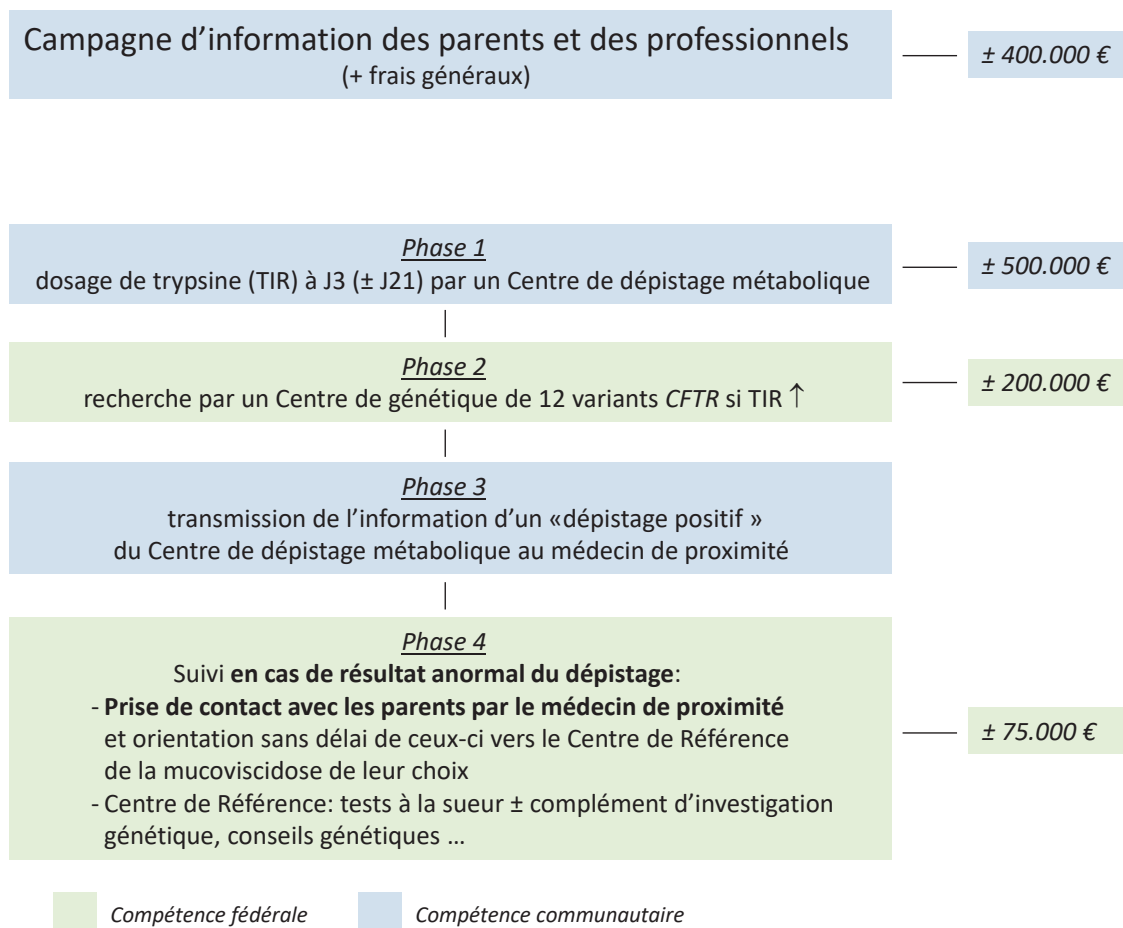 Campagne d’information des parents et des professionnels
(+ frais généraux)
± 400.000 €
Phase 1
dosage de trypsine (TIR) à J3 (± J21) par un Centre de dépistage métabolique
± 500.000 €
Phase 2
recherche par un Centre de génétique de 12 variants CFTR si TIR ↑
± 200.000 €
Phase 3
transmission de l’information d’un «dépistage positif »
du Centre de dépistage métabolique au médecin de proximité
Phase 4
Suivi en cas de résultat anormal du dépistage:
- Prise de contact avec les parents par le médecin de proximité
et orientation sans délai de ceux-ci vers le Centre de Référence
de la mucoviscidose de leur choix
- Centre de Référence: tests à la sueur ± complément d’investigation
génétique, conseils génétiques ...
± 75.000 €
Compétence fédérale
Compétence communautaire